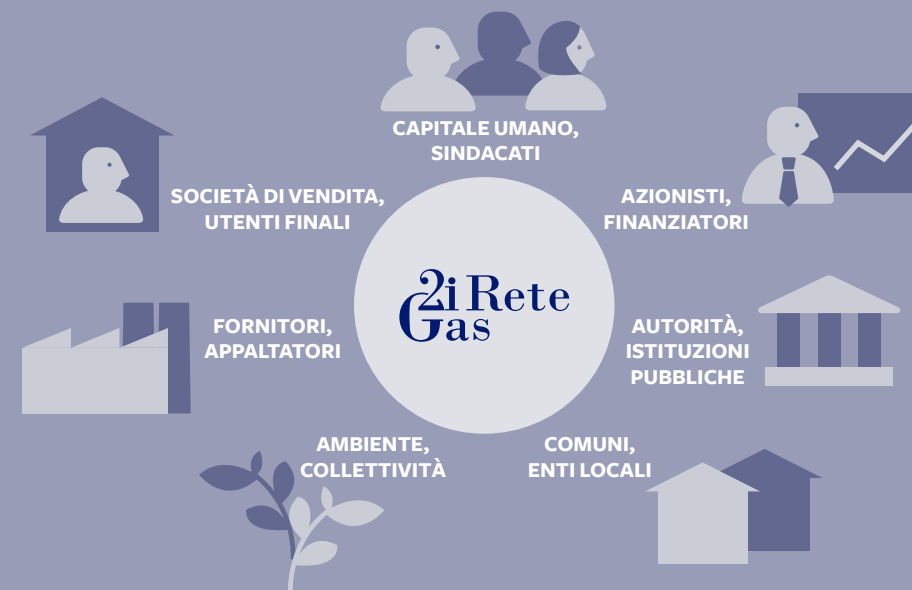 CAPITALE UMANO,
SINDACATI
SOCIETÀ DI VENDITA,
UTENTI FINALI
AZIONISTI,
FINANZIATORI
2i Rete
Gas
FORNITORI,
APPALTATORI
AUTORITÀ,
ISTITUZIONI
PUBBLICHE
AMBIENTE,
COLLETTIVITÀ
COMUNI,
ENTI LOCALI